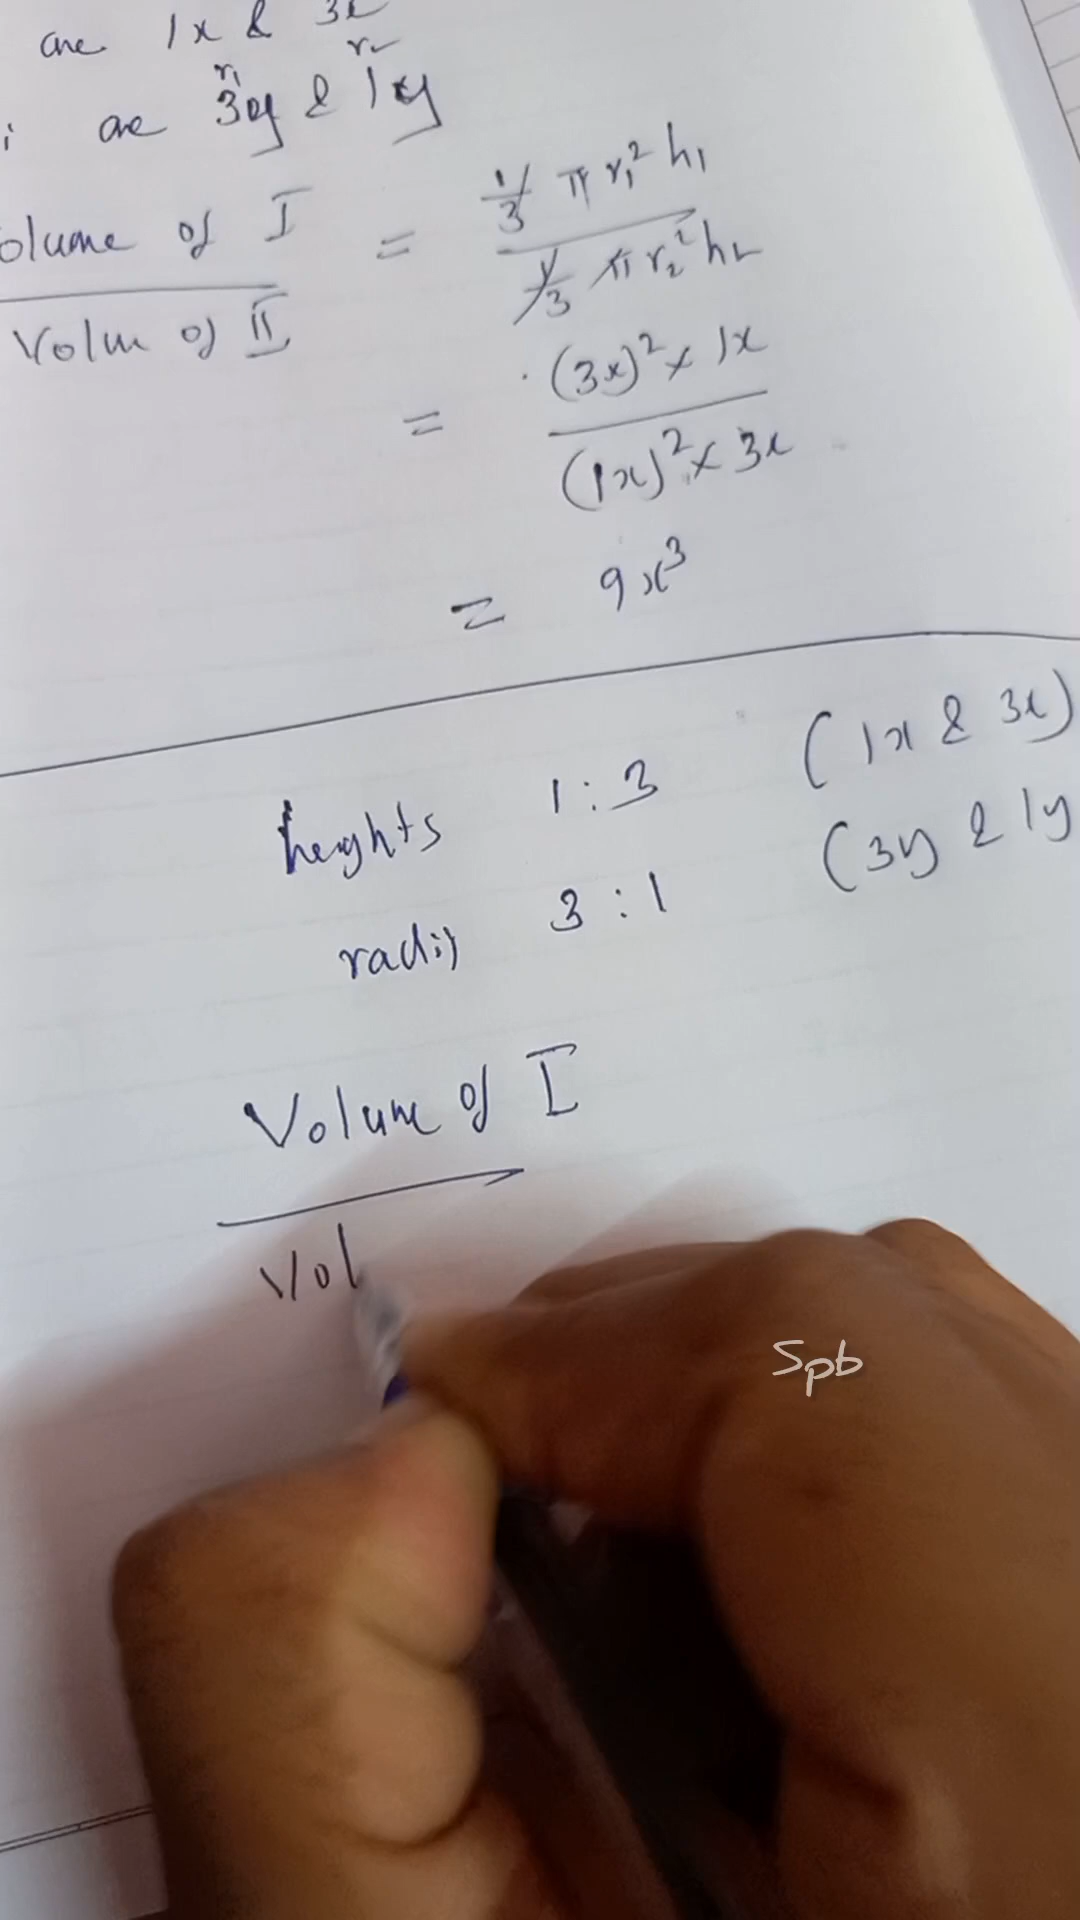 are 1x & 3x
r1 r2
i are 3y & 1y
olume of I = 1/3 π r₁² h₁
Volm of II 1/3 π r₂² h₂
= (3x)² × 1x
(1x)² × 3x
= 9x³
heights 1 : 3 (1x & 3x)
radii 3 : 1 (3y & 1y
Volume of I
Vol
Spb